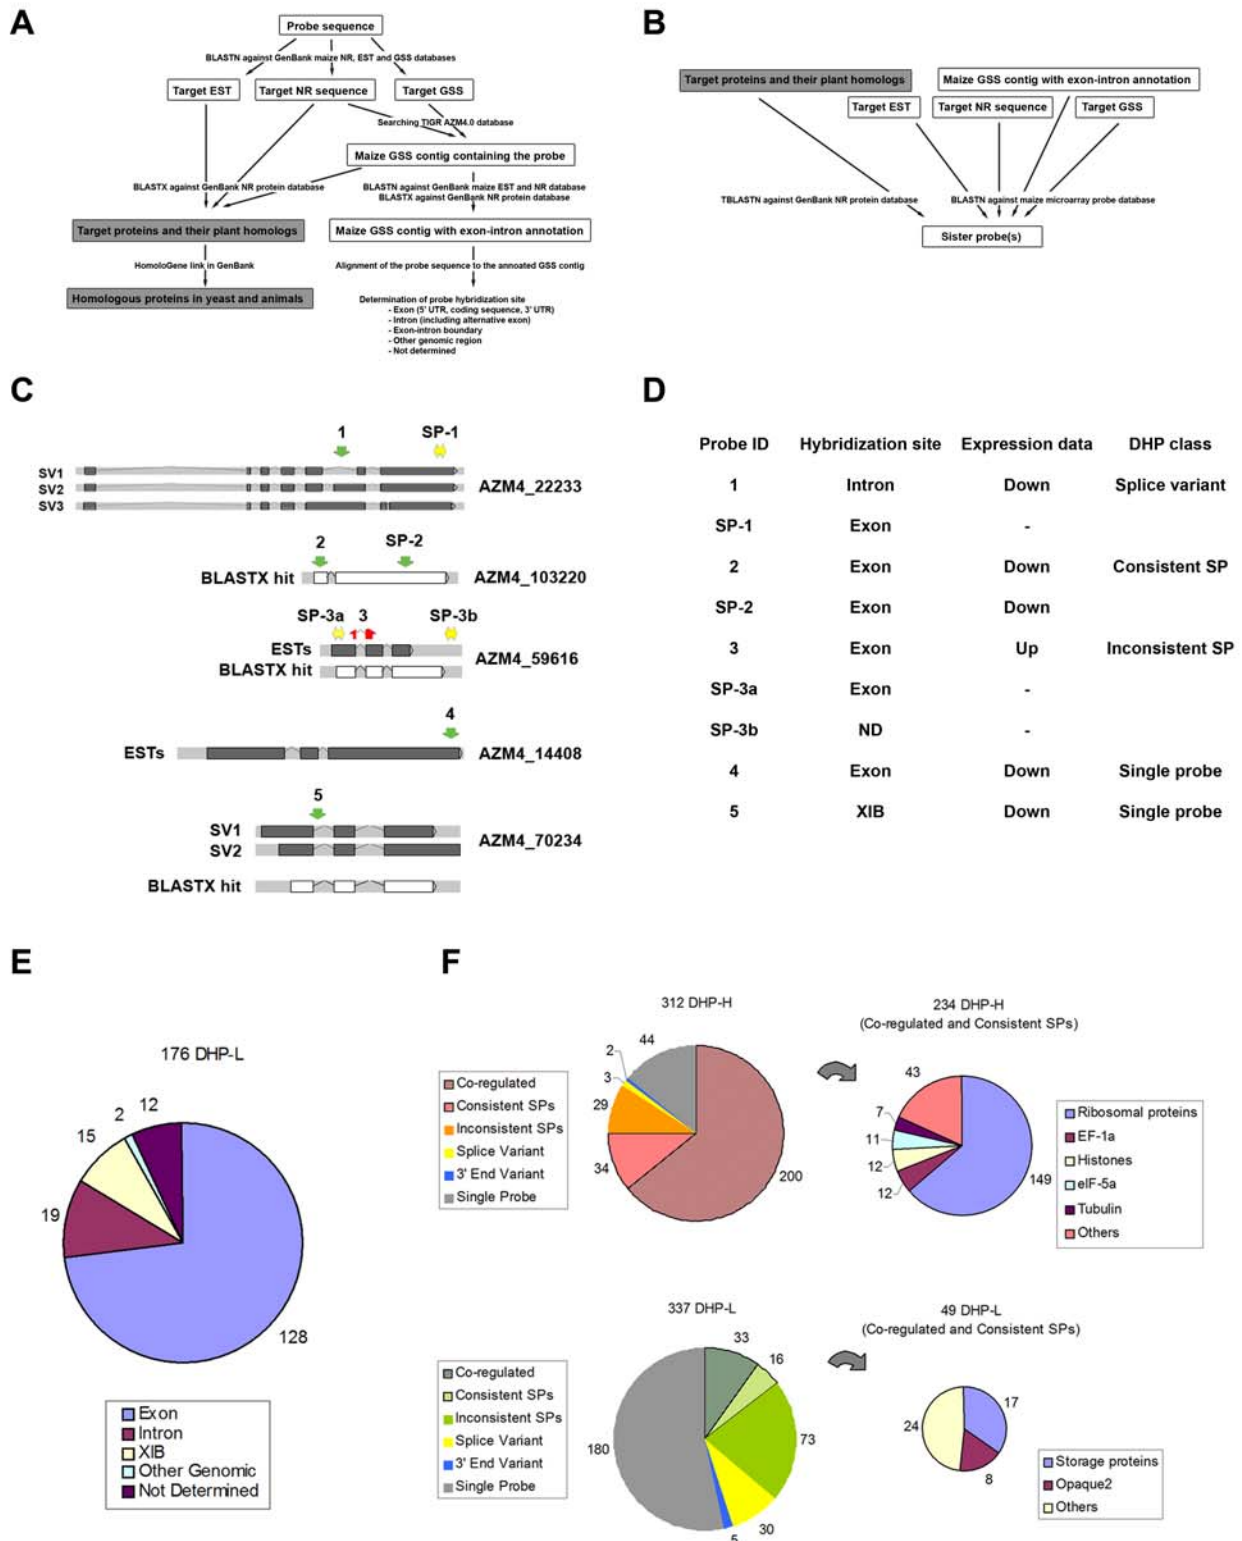 A
Probe sequence
BLASTN against GenBank maize NR, EST and GSS databases
Target EST
Target NR sequence
Target GSS
Searching TIGR AZM4.0 database
Maize GSS contig containing the probe
BLASTX against GenBank NR protein database
BLASTN against GenBank maize EST and NR database
BLASTX against GenBank NR protein database
Target proteins and their plant homologs
Maize GSS contig with exon-intron annotation
HomoloGene link in GenBank
Alignment of the probe sequence to the annoated GSS contig
Homologous proteins in yeast and animals
Determination of probe hybridization site
- Exon (5' UTR, coding sequence, 3' UTR)
- Intron (including alternative exon)
- Exon-intron boundary
- Other genomic region
- Not determined
B
Target proteins and their plant homologs
Maize GSS contig with exon-intron annotation
Target EST
Target NR sequence
Target GSS
TBLASTN against GenBank NR protein database
BLASTN against maize microarray probe database
Sister probe(s)
C
1
SP-1
SV1
SV2
SV3
AZM4_22233
2
SP-2
BLASTX hit
AZM4_103220
SP-3a
3
SP-3b
ESTs
BLASTX hit
AZM4_59616
4
ESTs
AZM4_14408
5
SV1
SV2
AZM4_70234
BLASTX hit
D
Probe ID Hybridization site Expression data DHP class
1 Intron Down Splice variant
SP-1 Exon -
2 Exon Down Consistent SP
SP-2 Exon Down
3 Exon Up Inconsistent SP
SP-3a Exon -
SP-3b ND -
4 Exon Down Single probe
5 XIB Down Single probe
E
176 DHP-L
12
2
15
19
128
Exon
Intron
XIB
Other Genomic
Not Determined
F
312 DHP-H
44
2
3
29
34
200
Co-regulated
Consistent SPs
Inconsistent SPs
Splice Variant
3' End Variant
Single Probe
234 DHP-H
(Co-regulated and Consistent SPs)
43
7
11
12
12
149
Ribosomal proteins
EF-1a
Histones
eIF-5a
Tubulin
Others
337 DHP-L
33
16
73
30
5
180
Co-regulated
Consistent SPs
Inconsistent SPs
Splice Variant
3' End Variant
Single Probe
49 DHP-L
(Co-regulated and Consistent SPs)
17
8
24
Storage proteins
Opaque2
Others